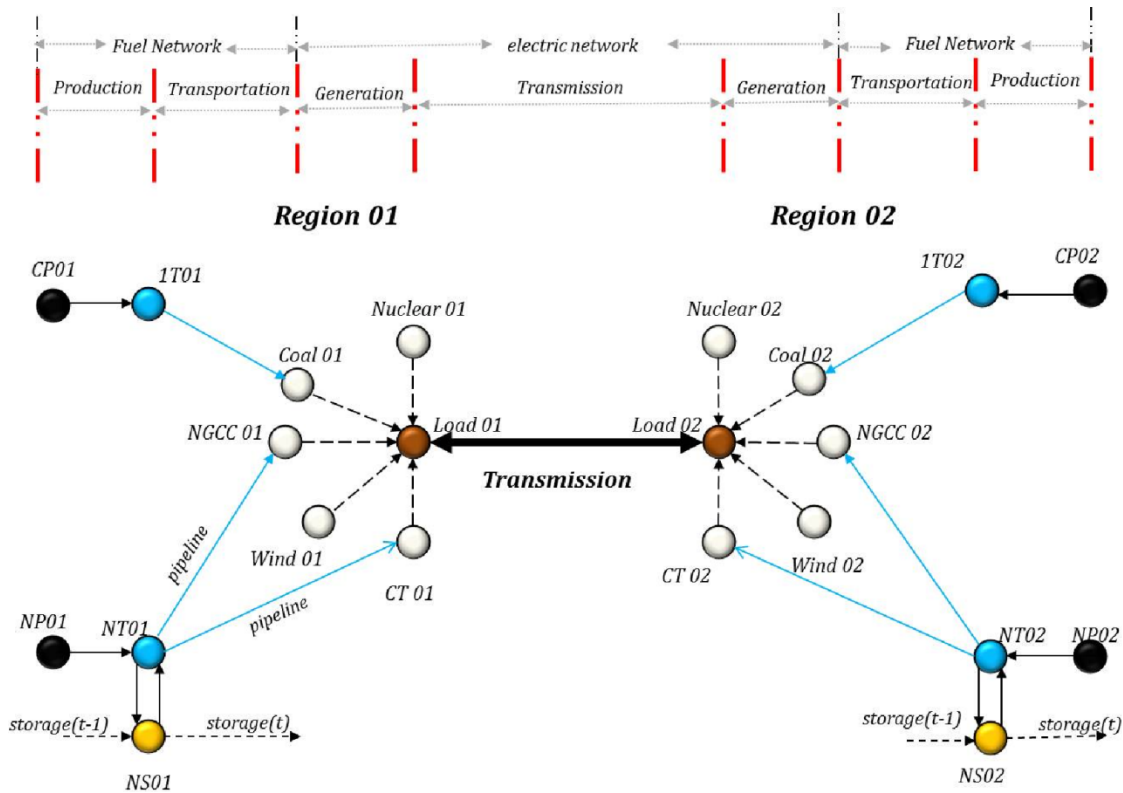 Fuel Network
electric network
Fuel Network
Production
Transportation
Generation
Transmission
Generation
Transportation
Production
Region 01
Region 02
CP01
1T01
1T02
CP02
Nuclear 01
Nuclear 02
Coal 01
Coal 02
NGCC 01
Load 01
Load 02
NGCC 02
Transmission
pipeline
Wind 01
Wind 02
CT 01
CT 02
pipeline
NP01
NT01
NT02
NP02
storage(t-1)
storage(t)
storage(t-1)
storage(t)
NS01
NS02